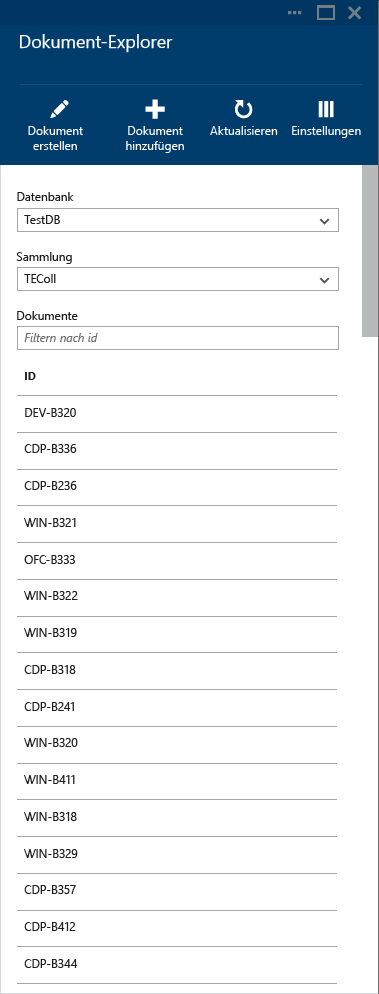 Dokument-Explorer
Dokument
erstellen
Dokument
hinzufügen
Aktualisieren
Einstellungen
Datenbank
TestDB
Sammlung
TEColl
Dokumente
Filtern nach id
ID
DEV-B320
CDP-B336
CDP-B236
WIN-B321
OFC-B333
WIN-B322
WIN-B319
CDP-B318
CDP-B241
WIN-B320
WIN-B411
WIN-B318
WIN-B329
CDP-B357
CDP-B412
CDP-B344